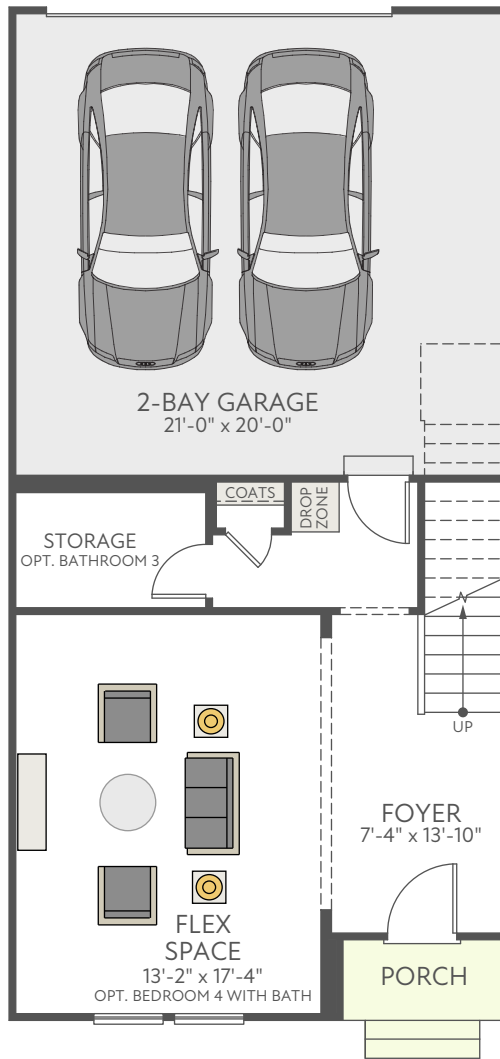 2-BAY GARAGE
21'-0" x 20'-0"
COATS
DROP
ZONE
STORAGE
OPT. BATHROOM 3
UP
FOYER
7'-4" x 13'-10"
FLEX
SPACE
13'-2" x 17'-4"
OPT. BEDROOM 4 WITH BATH
PORCH